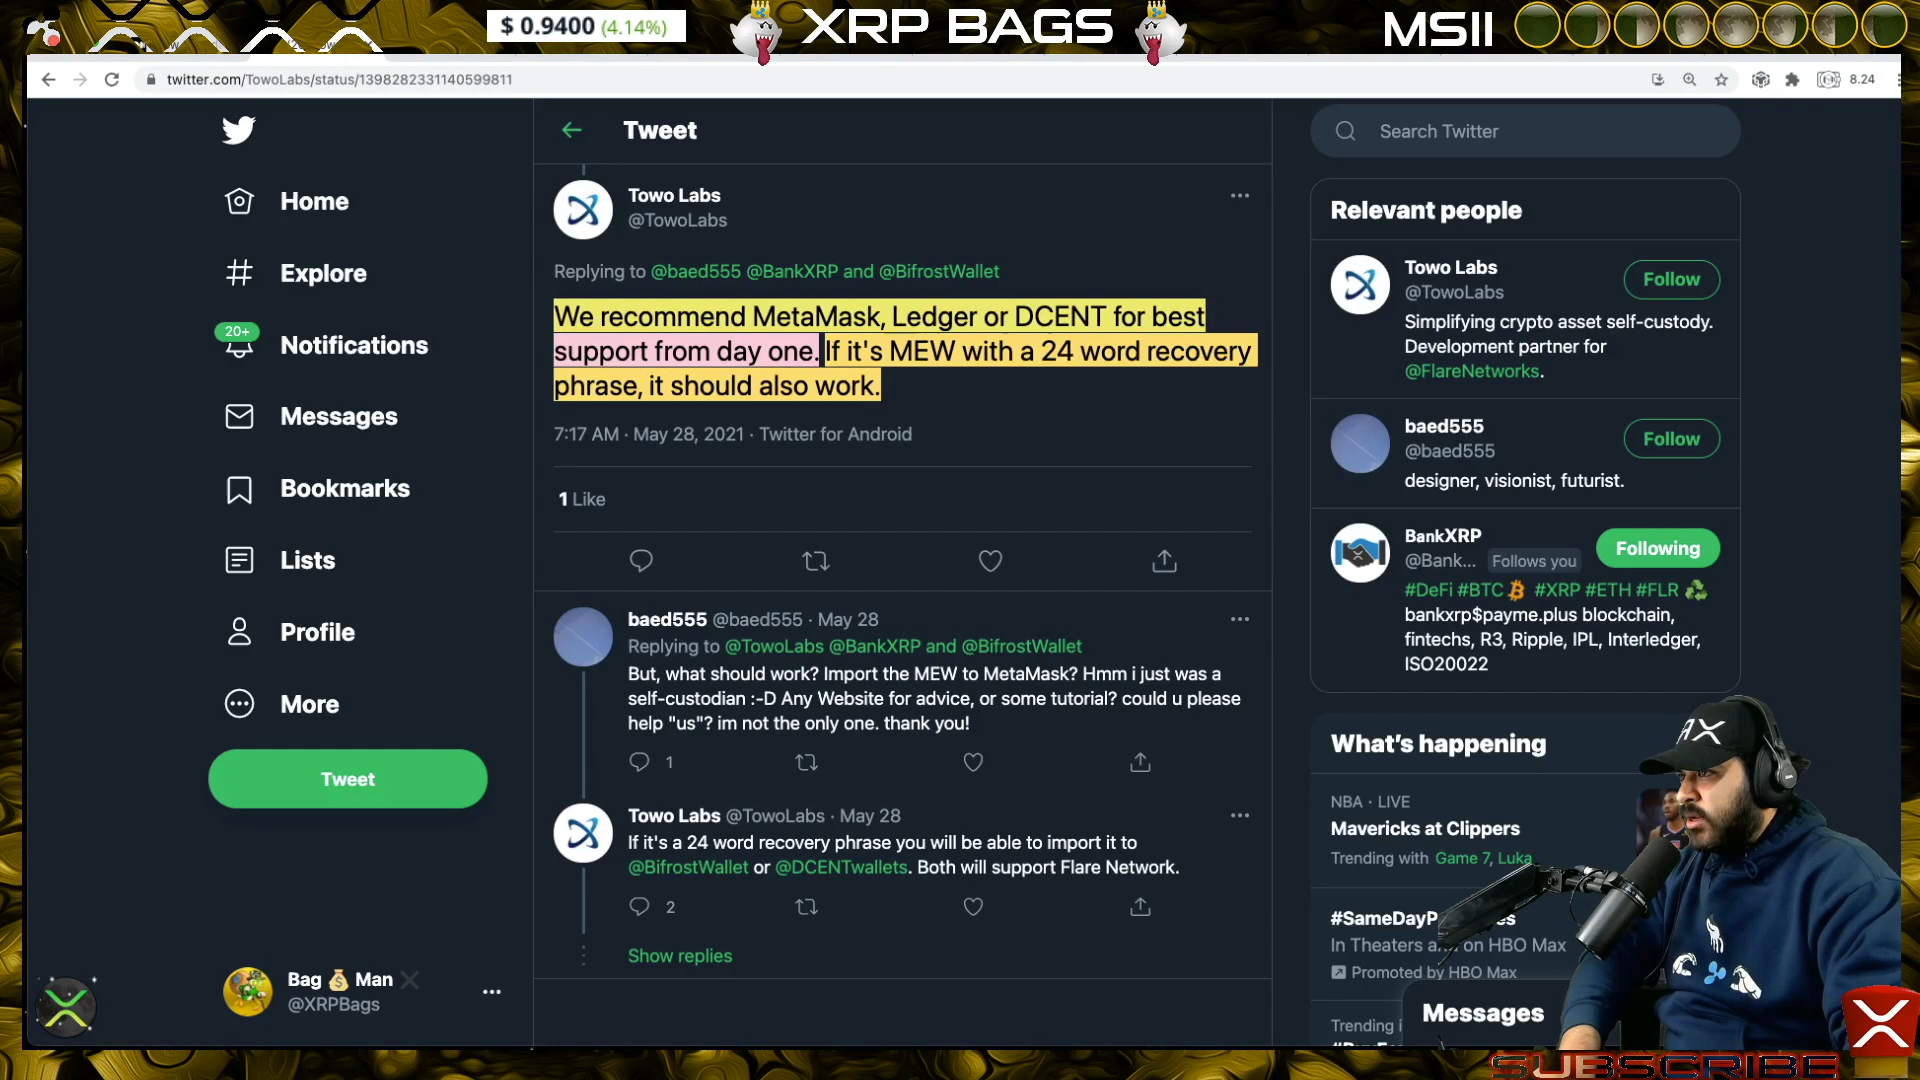 $ 0.9400 (4.14%)
XRP BAGS
MSII
twitter.com/TowoLabs/status/1398282331140599811
8.24
Home
Explore
20+
Notifications
Messages
Bookmarks
Lists
Profile
More
Tweet
Bag Man
@XRPBags
Tweet
Towo Labs
@TowoLabs
Replying to @baed555 @BankXRP and @BifrostWallet
We recommend MetaMask, Ledger or DCENT for best
support from day one. If it's MEW with a 24 word recovery
phrase, it should also work.
7:17 AM · May 28, 2021 · Twitter for Android
1 Like
baed555 @baed555 · May 28
Replying to @TowoLabs @BankXRP and @BifrostWallet
But, what should work? Import the MEW to MetaMask? Hmm i just was a
self-custodian :-D Any Website for advice, or some tutorial? could u please
help "us"? im not the only one. thank you!
1
Towo Labs @TowoLabs · May 28
If it's a 24 word recovery phrase you will be able to import it to
@BifrostWallet or @DCENTwallets. Both will support Flare Network.
2
Show replies
Search Twitter
Relevant people
Towo Labs
@TowoLabs
Follow
Simplifying crypto asset self-custody.
Development partner for
@FlareNetworks.
baed555
@baed555
Follow
designer, visionist, futurist.
BankXRP
@Bank... Follows you
Following
#DeFi #BTC #XRP #ETH #FLR
bankxrp$payme.plus blockchain,
fintechs, R3, Ripple, IPL, Interledger,
ISO20022
What's happening
NBA · LIVE
Mavericks at Clippers
Trending with Game 7, Luka
#SameDayP es
In Theaters a on HBO Max
Promoted by HBO Max
Trending i
Messages
SUBSCRIBE